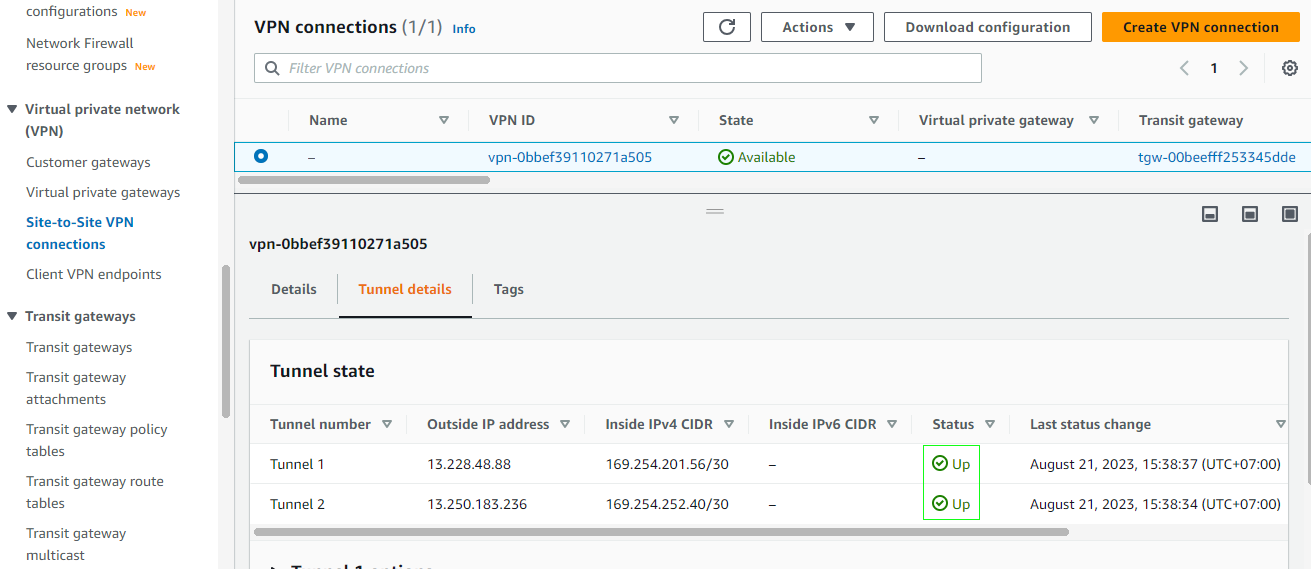 configurations New
Network Firewall
resource groups New
Virtual private network
(VPN)
Customer gateways
Virtual private gateways
Site-to-Site VPN
connections
Client VPN endpoints
Transit gateways
Transit gateways
Transit gateway
attachments
Transit gateway policy
tables
Transit gateway route
tables
Transit gateway
multicast
VPN connections (1/1) Info
Actions
Download configuration
Create VPN connection
Filter VPN connections
1
Name VPN ID State Virtual private gateway Transit gateway
– vpn-0bbef39110271a505 Available – tgw-00beefff253345dde
vpn-0bbef39110271a505
Details Tunnel details Tags
Tunnel state
Tunnel number Outside IP address Inside IPv4 CIDR Inside IPv6 CIDR Status Last status change
Tunnel 1 13.228.48.88 169.254.201.56/30 – Up August 21, 2023, 15:38:37 (UTC+07:00)
Tunnel 2 13.250.183.236 169.254.252.40/30 – Up August 21, 2023, 15:38:34 (UTC+07:00)
Tunnel 1 options